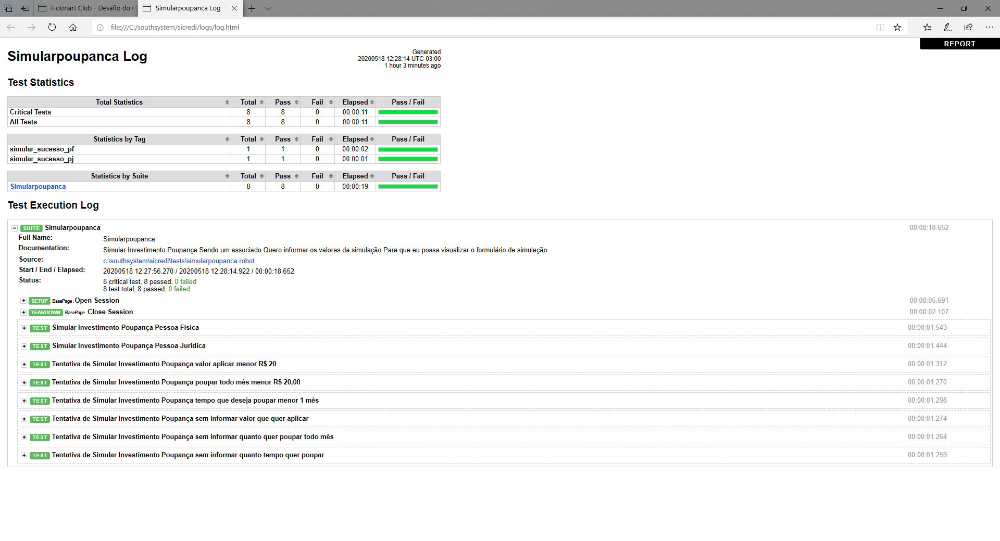 Hotmart Club - Desafio do
Simularpoupanca Log
file:///C:/southsystem/sicredi/logs/log.html
REPORT
Simularpoupanca Log
Generated
20200518 12:28:14 UTC-03:00
1 hour 3 minutes ago
Test Statistics
Total Statistics Total Pass Fail Elapsed Pass / Fail
Critical Tests 8 8 0 00:00:11
All Tests 8 8 0 00:00:11
Statistics by Tag Total Pass Fail Elapsed Pass / Fail
simular_sucesso_pf 1 1 0 00:00:02
simular_sucesso_pj 1 1 0 00:00:01
Statistics by Suite Total Pass Fail Elapsed Pass / Fail
Simularpoupanca 8 8 0 00:00:19
Test Execution Log
SUITE Simularpoupanca 00:00:18.652
Full Name: Simularpoupanca
Documentation: Simular Investimento Poupança Sendo um associado Quero informar os valores da simulação Para que eu possa visualizar o formulário de simulação
Source: c:\southsystem\sicredi\tests\simularpoupanca.robot
Start / End / Elapsed: 20200518 12:27:56.270 / 20200518 12:28:14.922 / 00:00:18.652
Status: 8 critical test, 8 passed, 0 failed
8 test total, 8 passed, 0 failed
SETUP BasePage.Open Session 00:00:05.691
TEARDOWN BasePage.Close Session 00:00:02.107
TEST Simular Investimento Poupança Pessoa Fisica 00:00:01.543
TEST Simular Investimento Poupança Pessoa Juridica 00:00:01.444
TEST Tentativa de Simular Investimento Poupança valor aplicar menor R$ 20 00:00:01.312
TEST Tentativa de Simular Investimento Poupança poupar todo mês menor R$ 20,00 00:00:01.270
TEST Tentativa de Simular Investimento Poupança tempo que deseja poupar menor 1 mês 00:00:01.298
TEST Tentativa de Simular Investimento Poupança sem informar valor que quer aplicar 00:00:01.274
TEST Tentativa de Simular Investimento Poupança sem informar quanto quer poupar todo mês 00:00:01.264
TEST Tentativa de Simular Investimento Poupança sem informar quanto tempo quer poupar 00:00:01.259